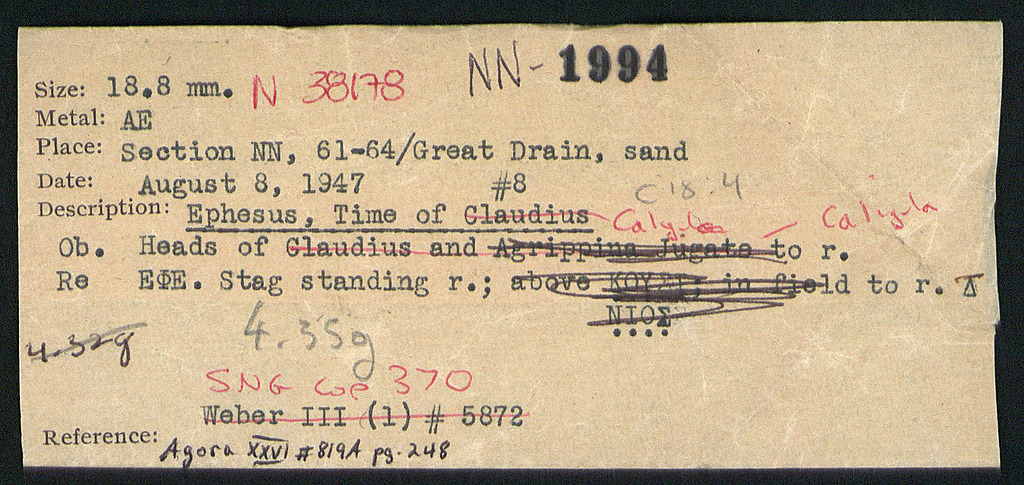 NN- 1994
Size: 18.8 mm. N 38178
Metal: AE
Place: Section NN, 61-64/Great Drain, sand
Date: August 8, 1947 #8 C 18:4
Description: Ephesus, Time of Claudius Caligula — Caligula
Ob. Heads of Claudius and Agrippina Jugate to r.
Re ΕΦΕ. Stag standing r.; above ΚΟΥΖΙ; in field to r.
ΝΙΟΣ
4.32g 4.35g
SNG Cop 370
Weber III (1) # 5872
Reference: Agora XXVI #819A pg. 248